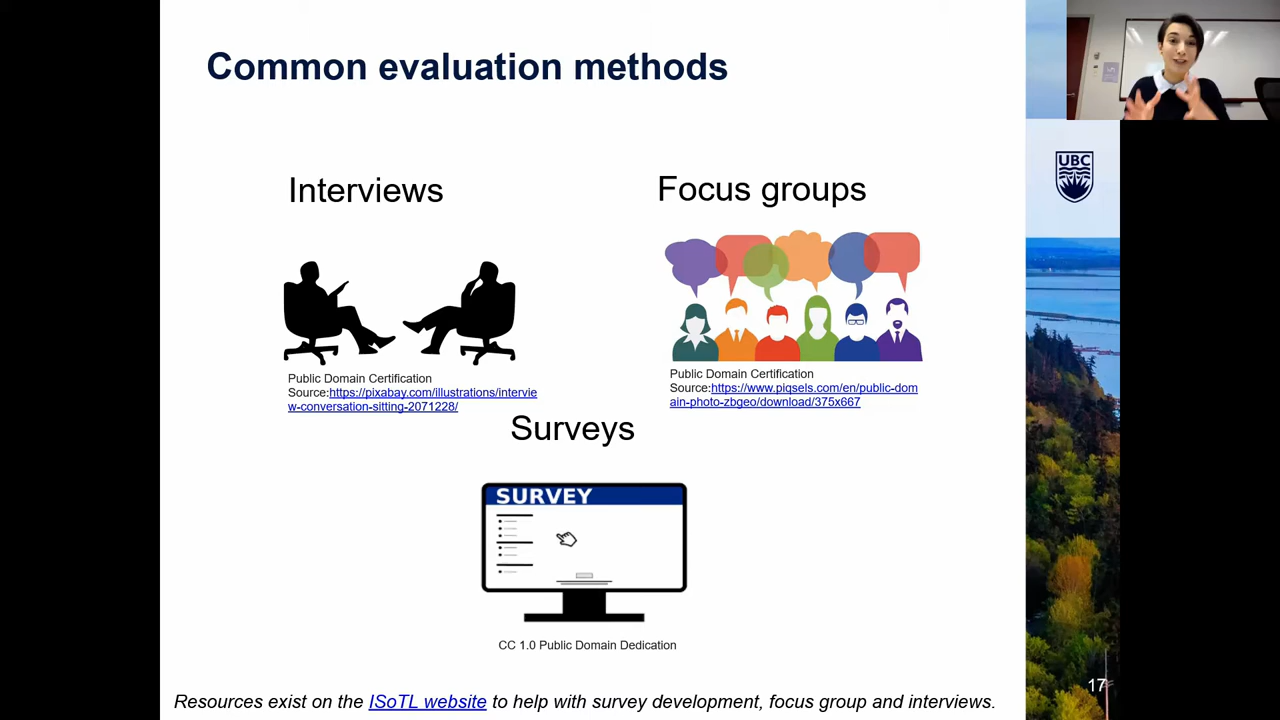 Common evaluation methods
UBC
Interviews
Focus groups
Public Domain Certification
Source:https://pixabay.com/illustrations/intervie
w-conversation-sitting-2071228/
Public Domain Certification
Source:https://www.piqsels.com/en/public-dom
ain-photo-zbgeo/download/375x667
Surveys
SURVEY
CC 1.0 Public Domain Dedication
Resources exist on the ISoTL website to help with survey development, focus group and interviews.
17